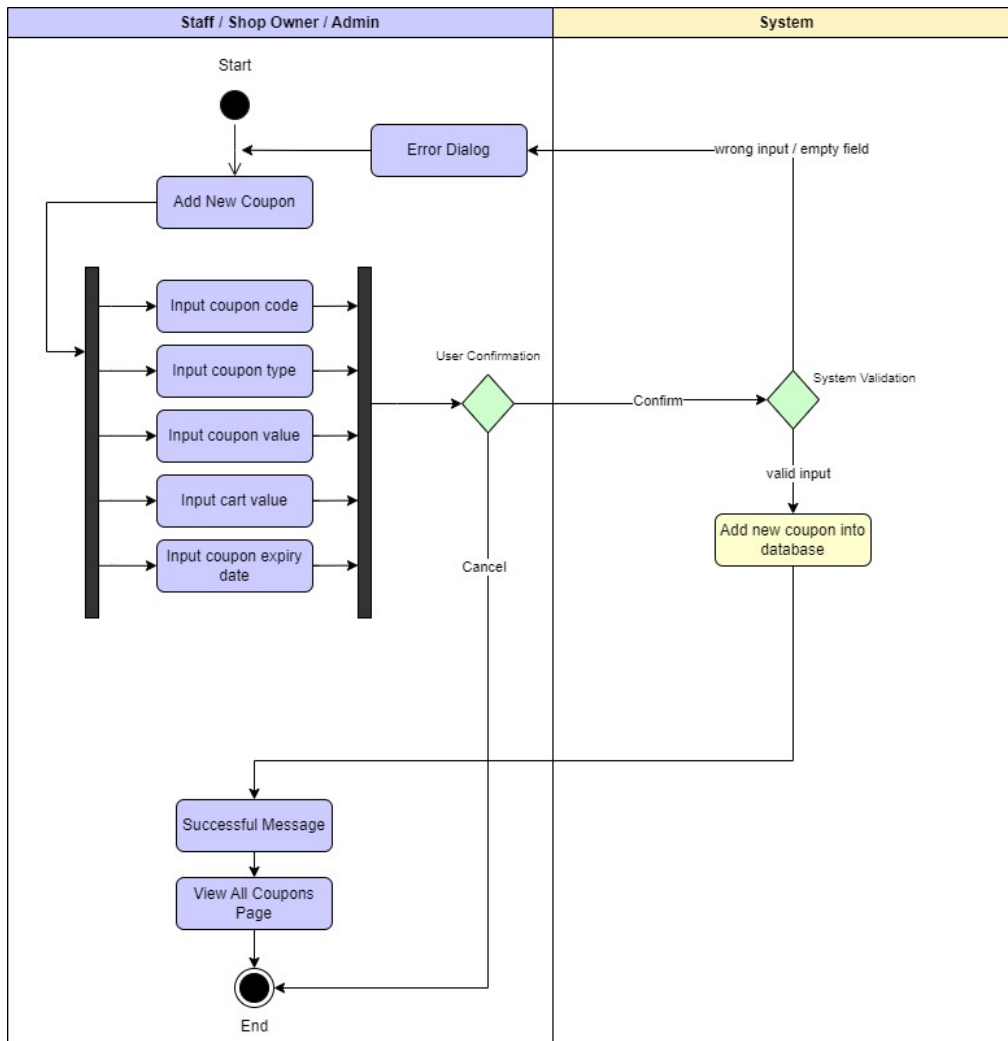 Staff / Shop Owner / Admin
System
Start
Error Dialog
wrong input / empty field
Add New Coupon
Input coupon code
Input coupon type
Input coupon value
Input cart value
Input coupon expiry
date
User Confirmation
Confirm
System Validation
valid input
Add new coupon into
database
Cancel
Successful Message
View All Coupons
Page
End